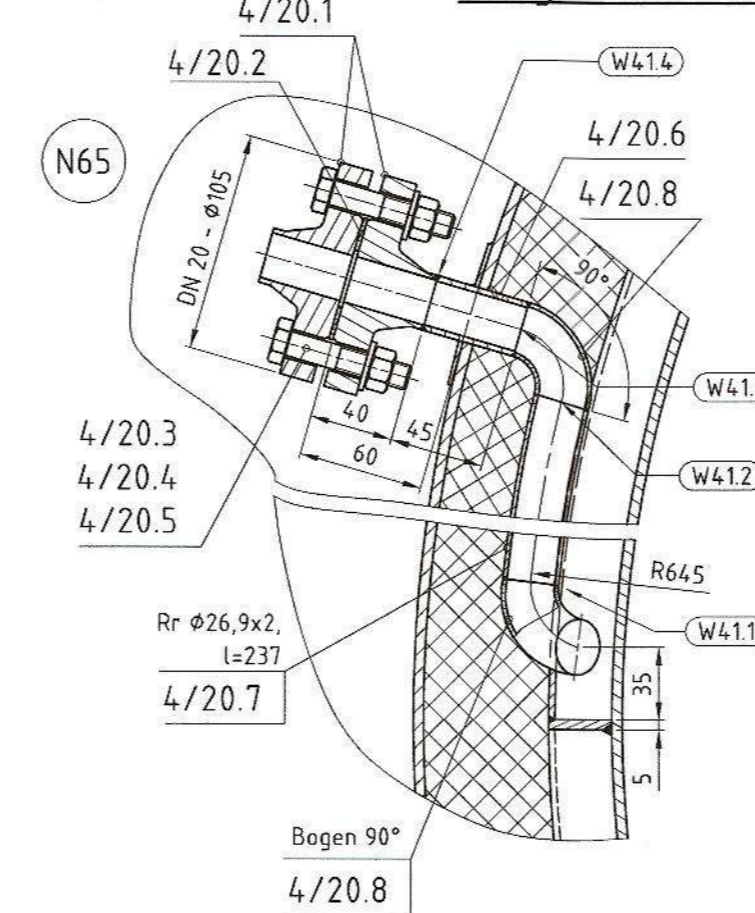 4/20.1
4/20.2
W41.4
N65
4/20.6
4/20.8
90°
DN 20 - Φ105
W41.
40
45
60
4/20.3
4/20.4
4/20.5
W41.2
R645
Rr Φ26,9x2,
l=237
W41.1
4/20.7
35
5
Bogen 90°
4/20.8